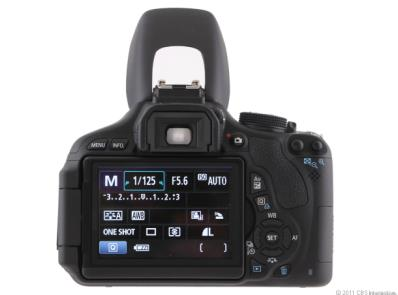 MENU INFO.
M 1/125 F5.6 ISO AUTO
-3..2..1..0..1..2.:3
AWB
ONE SHOT
Q
Q
WB
SET AF
© 2011 CBS Interactive